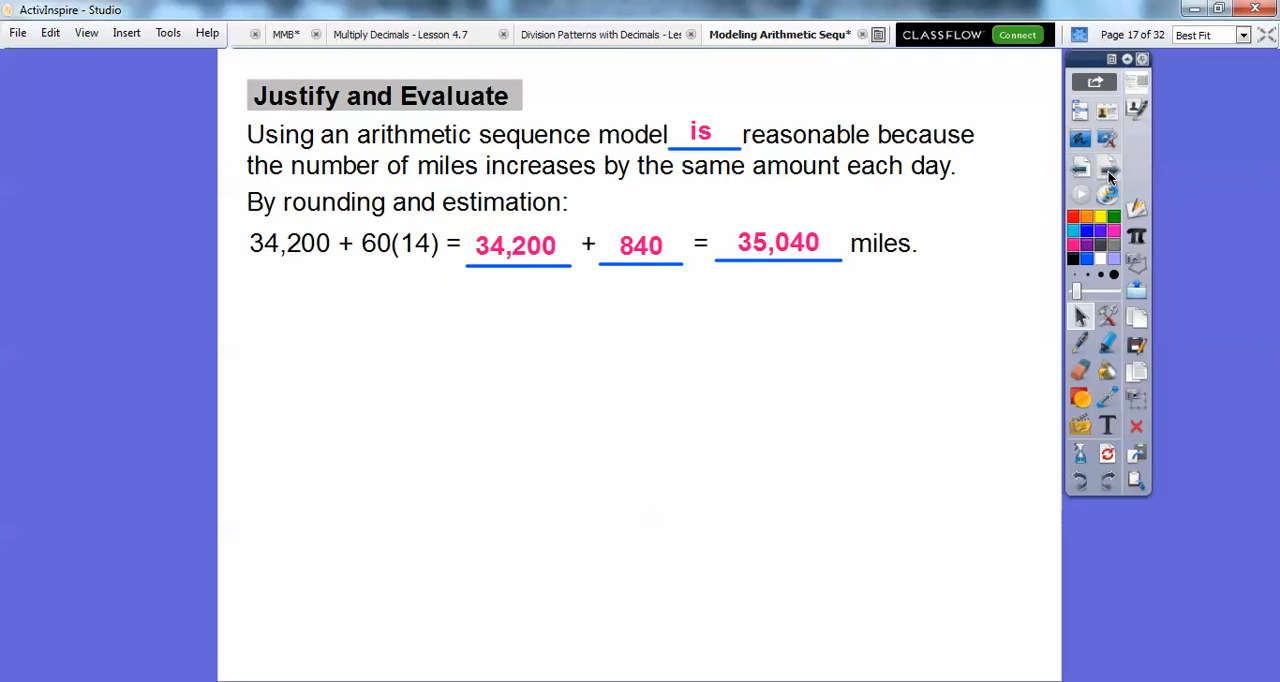 ActivInspire - Studio
File Edit View Insert Tools Help
MMB* Multiply Decimals - Lesson 4.7 Division Patterns with Decimals - Les Modeling Arithmetic Sequ* CLASSFLOW Connect Page 17 of 32 Best Fit
Justify and Evaluate
Using an arithmetic sequence model is reasonable because
the number of miles increases by the same amount each day.
By rounding and estimation:
34,200 + 60(14) = 34,200 + 840 = 35,040 miles.